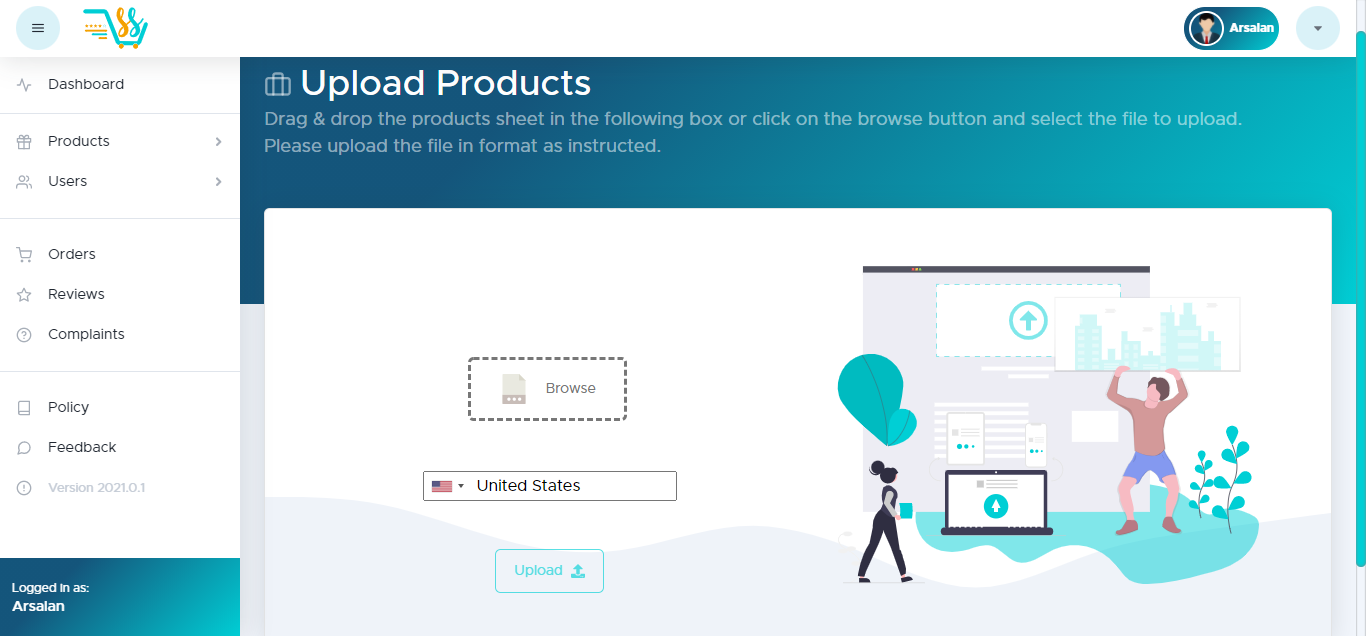 Arsalan
Dashboard
Products
Users
Orders
Reviews
Complaints
Policy
Feedback
Version 2021.0.1
Logged in as:
Arsalan
Upload Products
Drag & drop the products sheet in the following box or click on the browse button and select the file to upload.
Please upload the file in format as instructed.
Browse
United States
Upload